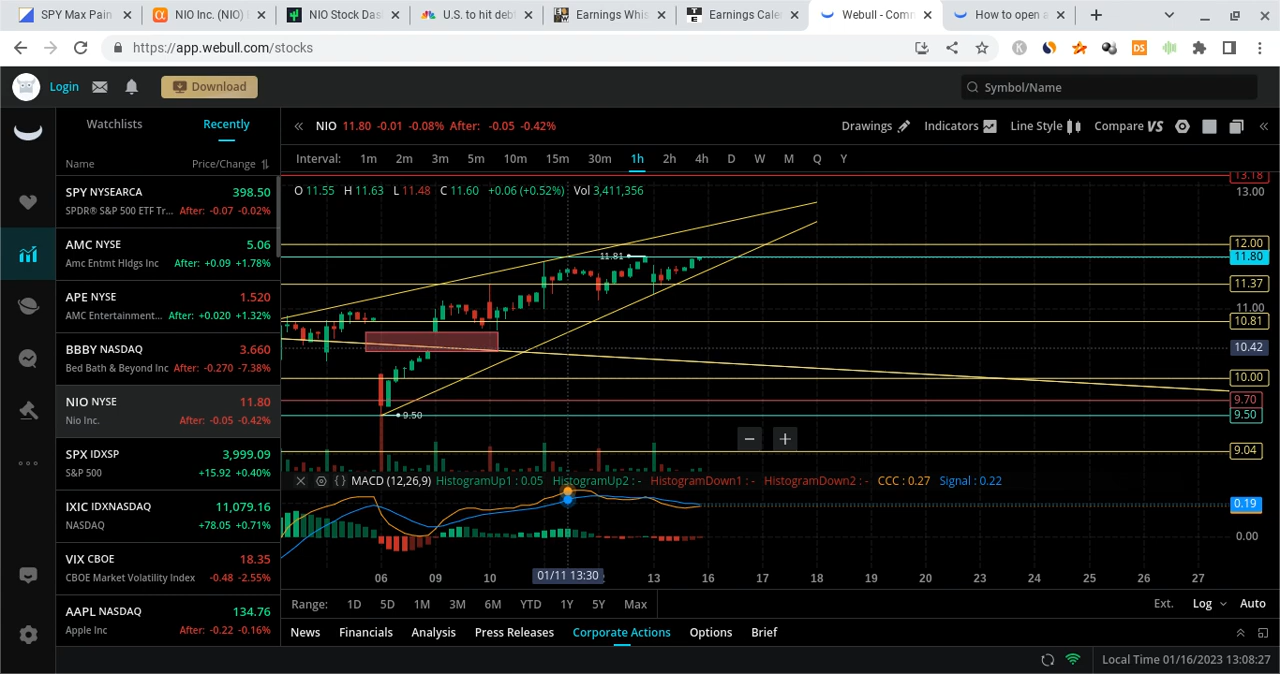 SPY Max Pain
NIO Inc. (NIO)
NIO Stock Das
U.S. to hit deb
Earnings Whis
Earnings Cale
Webull - Com
How to open a
https://app.webull.com/stocks
Login
Download
Symbol/Name
Watchlists
Recently
Name
Price/Change
SPY NYSEARCA 398.50
SPDR® S&P 500 ETF Tr... After: -0.07 -0.02%
AMC NYSE 5.06
Amc Entmt Hldgs Inc After: +0.09 +1.78%
APE NYSE 1.520
AMC Entertainment... After: +0.020 +1.32%
BBBY NASDAQ 3.660
Bed Bath & Beyond Inc After: -0.270 -7.38%
NIO NYSE 11.80
Nio Inc. After: -0.05 -0.42%
SPX IDXSP 3,999.09
S&P 500 +15.92 +0.40%
IXIC IDXNASDAQ 11,079.16
NASDAQ +78.05 +0.71%
VIX CBOE 18.35
CBOE Market Volatility Index -0.48 -2.55%
AAPL NASDAQ 134.76
Apple Inc After: -0.22 -0.16%
NIO 11.80 -0.01 -0.08% After: -0.05 -0.42%
Drawings Indicators Line Style Compare VS
Interval: 1m 2m 3m 5m 10m 15m 30m 1h 2h 4h D W M Q Y
O 11.55 H 11.63 L 11.48 C 11.60 +0.06 (+0.52%) Vol 3,411,356
13.18
13.00
12.00
11.81
11.80
11.37
11.00
10.81
10.42
10.00
9.70
9.50
9.50
9.04
MACD (12,26,9) HistogramUp1 : 0.05 HistogramUp2 : - HistogramDown1 : - HistogramDown2 : - CCC : 0.27 Signal : 0.22
0.19
0.00
06 09 10 01/11 13:30 13 16 17 18 19 20 23 24 25 26 27
Range: 1D 5D 1M 3M 6M YTD 1Y 5Y Max
Ext. Log Auto
News Financials Analysis Press Releases Corporate Actions Options Brief
Local Time 01/16/2023 13:08:27